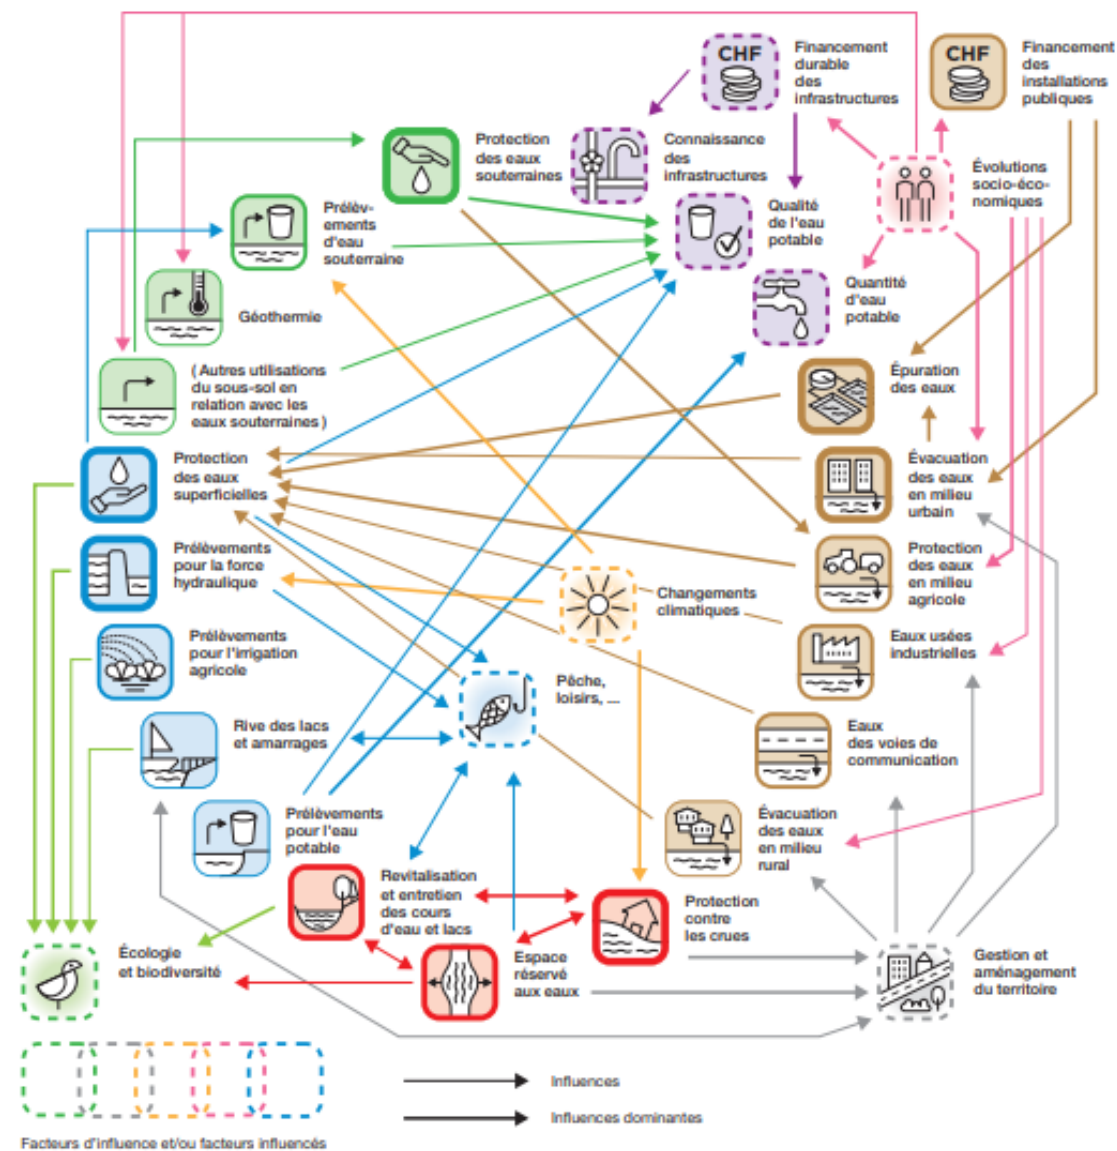 CHF
Financement
durable
des
infrastructures
CHF
Financement
des
installations
publiques
Protection
des eaux
souterraines
Connaissance
des
infrastructures
Évolutions
socio-éco-
nomiques
Prélèv-
ements
d'eau
souterraine
Qualité
de l'eau
potable
Géothermie
Quantité
d'eau
potable
( Autres utilisations
du sous-sol en
relation avec les
eaux souterraines )
Épuration
des eaux
Protection
des eaux
superficielles
Évacuation
des eaux
en milieu
urbain
Prélèvements
pour la force
hydraulique
Protection
des eaux
en milieu
agricole
Changements
climatiques
Prélèvements
pour l'irrigation
agricole
Eaux usées
industrielles
Pêche,
loisirs, ...
Rive des lacs
et amarrages
Eaux
des voies de
communication
Prélèvements
pour l'eau
potable
Évacuation
des eaux
en milieu
rural
Revitalisation
et entretien
des cours
d'eau et lacs
Protection
contre
les crues
Écologie
et biodiversité
Espace
réservé
aux eaux
Gestion et
aménagement
du territoire
Influences
Influences dominantes
Facteurs d'influence et/ou facteurs influencés